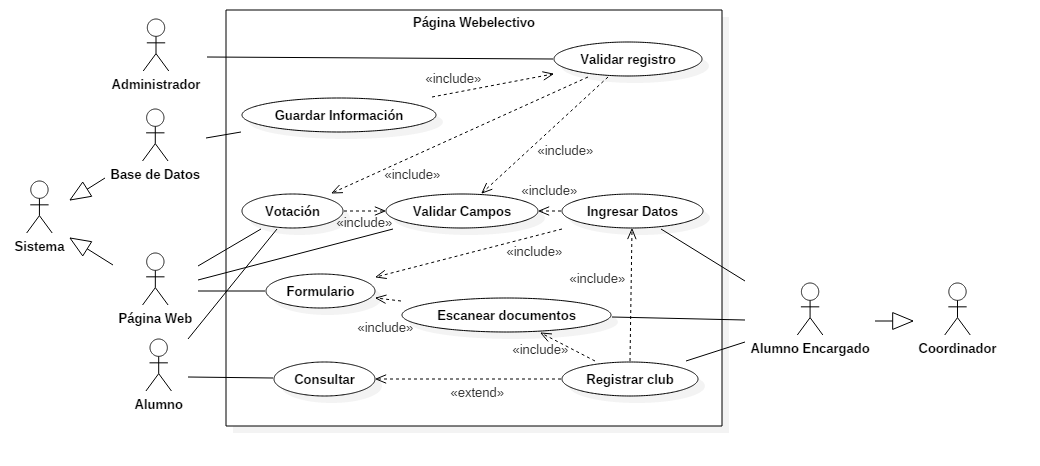 Página Webelectivo
Administrador
Validar registro
«include»
Guardar Información
Base de Datos
«include»
«include»
«include»
Sistema
Votación
Validar Campos
Ingresar Datos
«include»
«include»
«include»
Formulario
Página Web
Escanear documentos
«include»
Alumno Encargado
Coordinador
«include»
Consultar
Registrar club
«extend»
Alumno